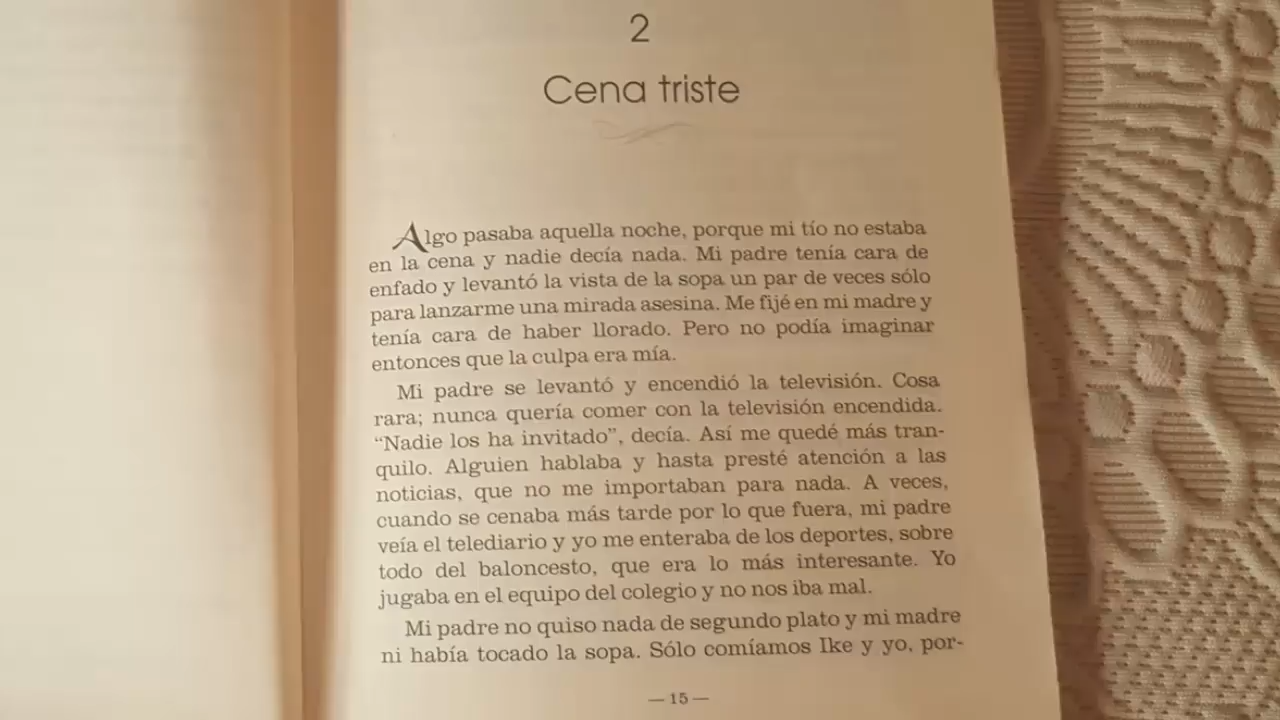 2
Cena triste
Algo pasaba aquella noche, porque mi tío no estaba
en la cena y nadie decía nada. Mi padre tenía cara de
enfado y levantó la vista de la sopa un par de veces sólo
para lanzarme una mirada asesina. Me fijé en mi madre y
tenía cara de haber llorado. Pero no podía imaginar
entonces que la culpa era mía.
Mi padre se levantó y encendió la televisión. Cosa
rara; nunca quería comer con la televisión encendida.
“Nadie los ha invitado”, decía. Así me quedé más tran-
quilo. Alguien hablaba y hasta presté atención a las
noticias, que no me importaban para nada. A veces,
cuando se cenaba más tarde por lo que fuera, mi padre
veía el telediario y yo me enteraba de los deportes, sobre
todo del baloncesto, que era lo más interesante. Yo
jugaba en el equipo del colegio y no nos iba mal.
Mi padre no quiso nada de segundo plato y mi madre
ni había tocado la sopa. Sólo comíamos Ike y yo, por-
— 15 —